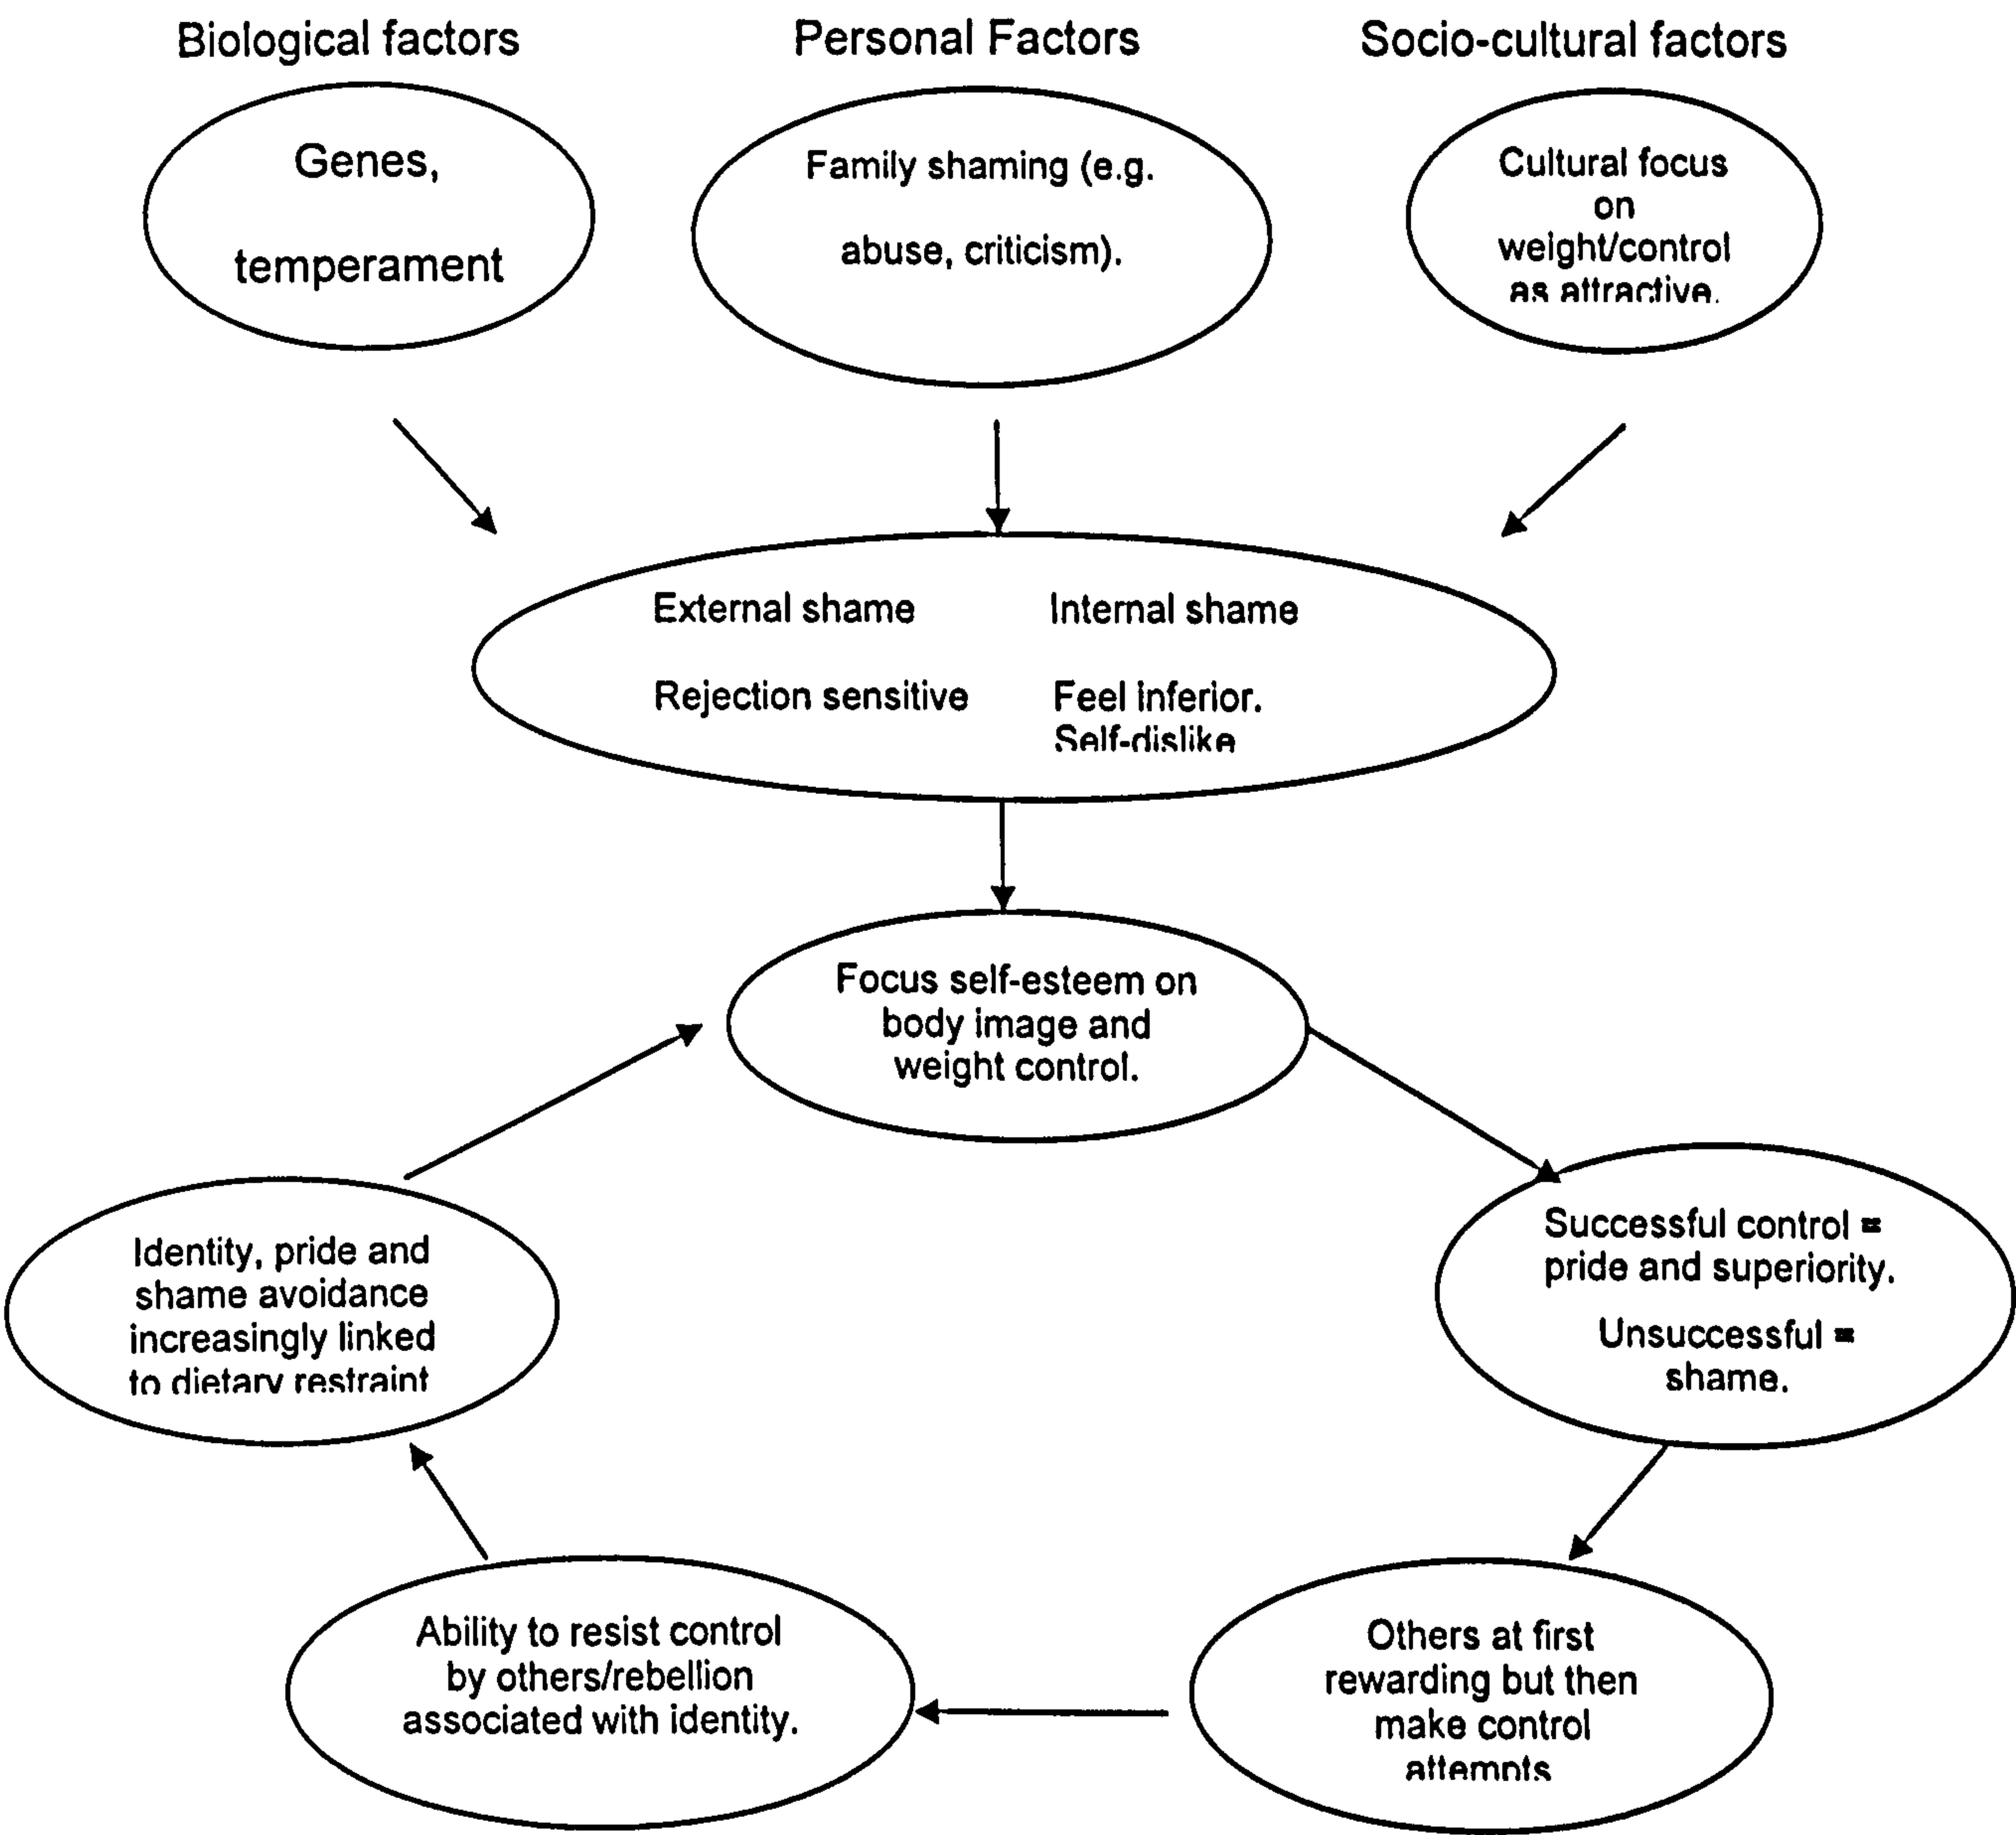 Biological factors
Personal Factors
Socio-cultural factors
Genes,
temperament
Family shaming (e.g.
abuse, criticism).
Cultural focus
on
weight/control
as attractive.
External shame
Internal shame
Rejection sensitive
Feel inferior.
Self-dislike
Focus self-esteem on
body image and
weight control.
Successful control =
pride and superiority.
Unsuccessful =
shame.
Others at first
rewarding but then
make control
attempts
Ability to resist control
by others/rebellion
associated with identity.
Identity, pride and
shame avoidance
increasingly linked
to dietary restraint